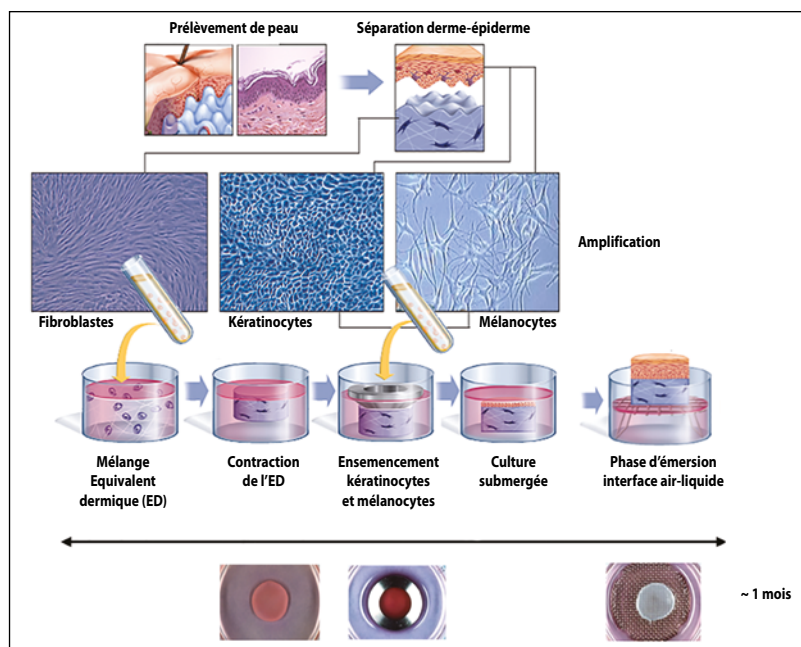 Prélèvement de peau
Séparation derme-épiderme
Amplification
Fibroblastes
Kératinocytes
Mélanocytes
Mélange
Equivalent
dermique (ED)
Contraction
de l’ED
Ensemencement
kératinocytes
et mélanocytes
Culture
submergée
Phase d’émersion
interface air-liquide
~ 1 mois